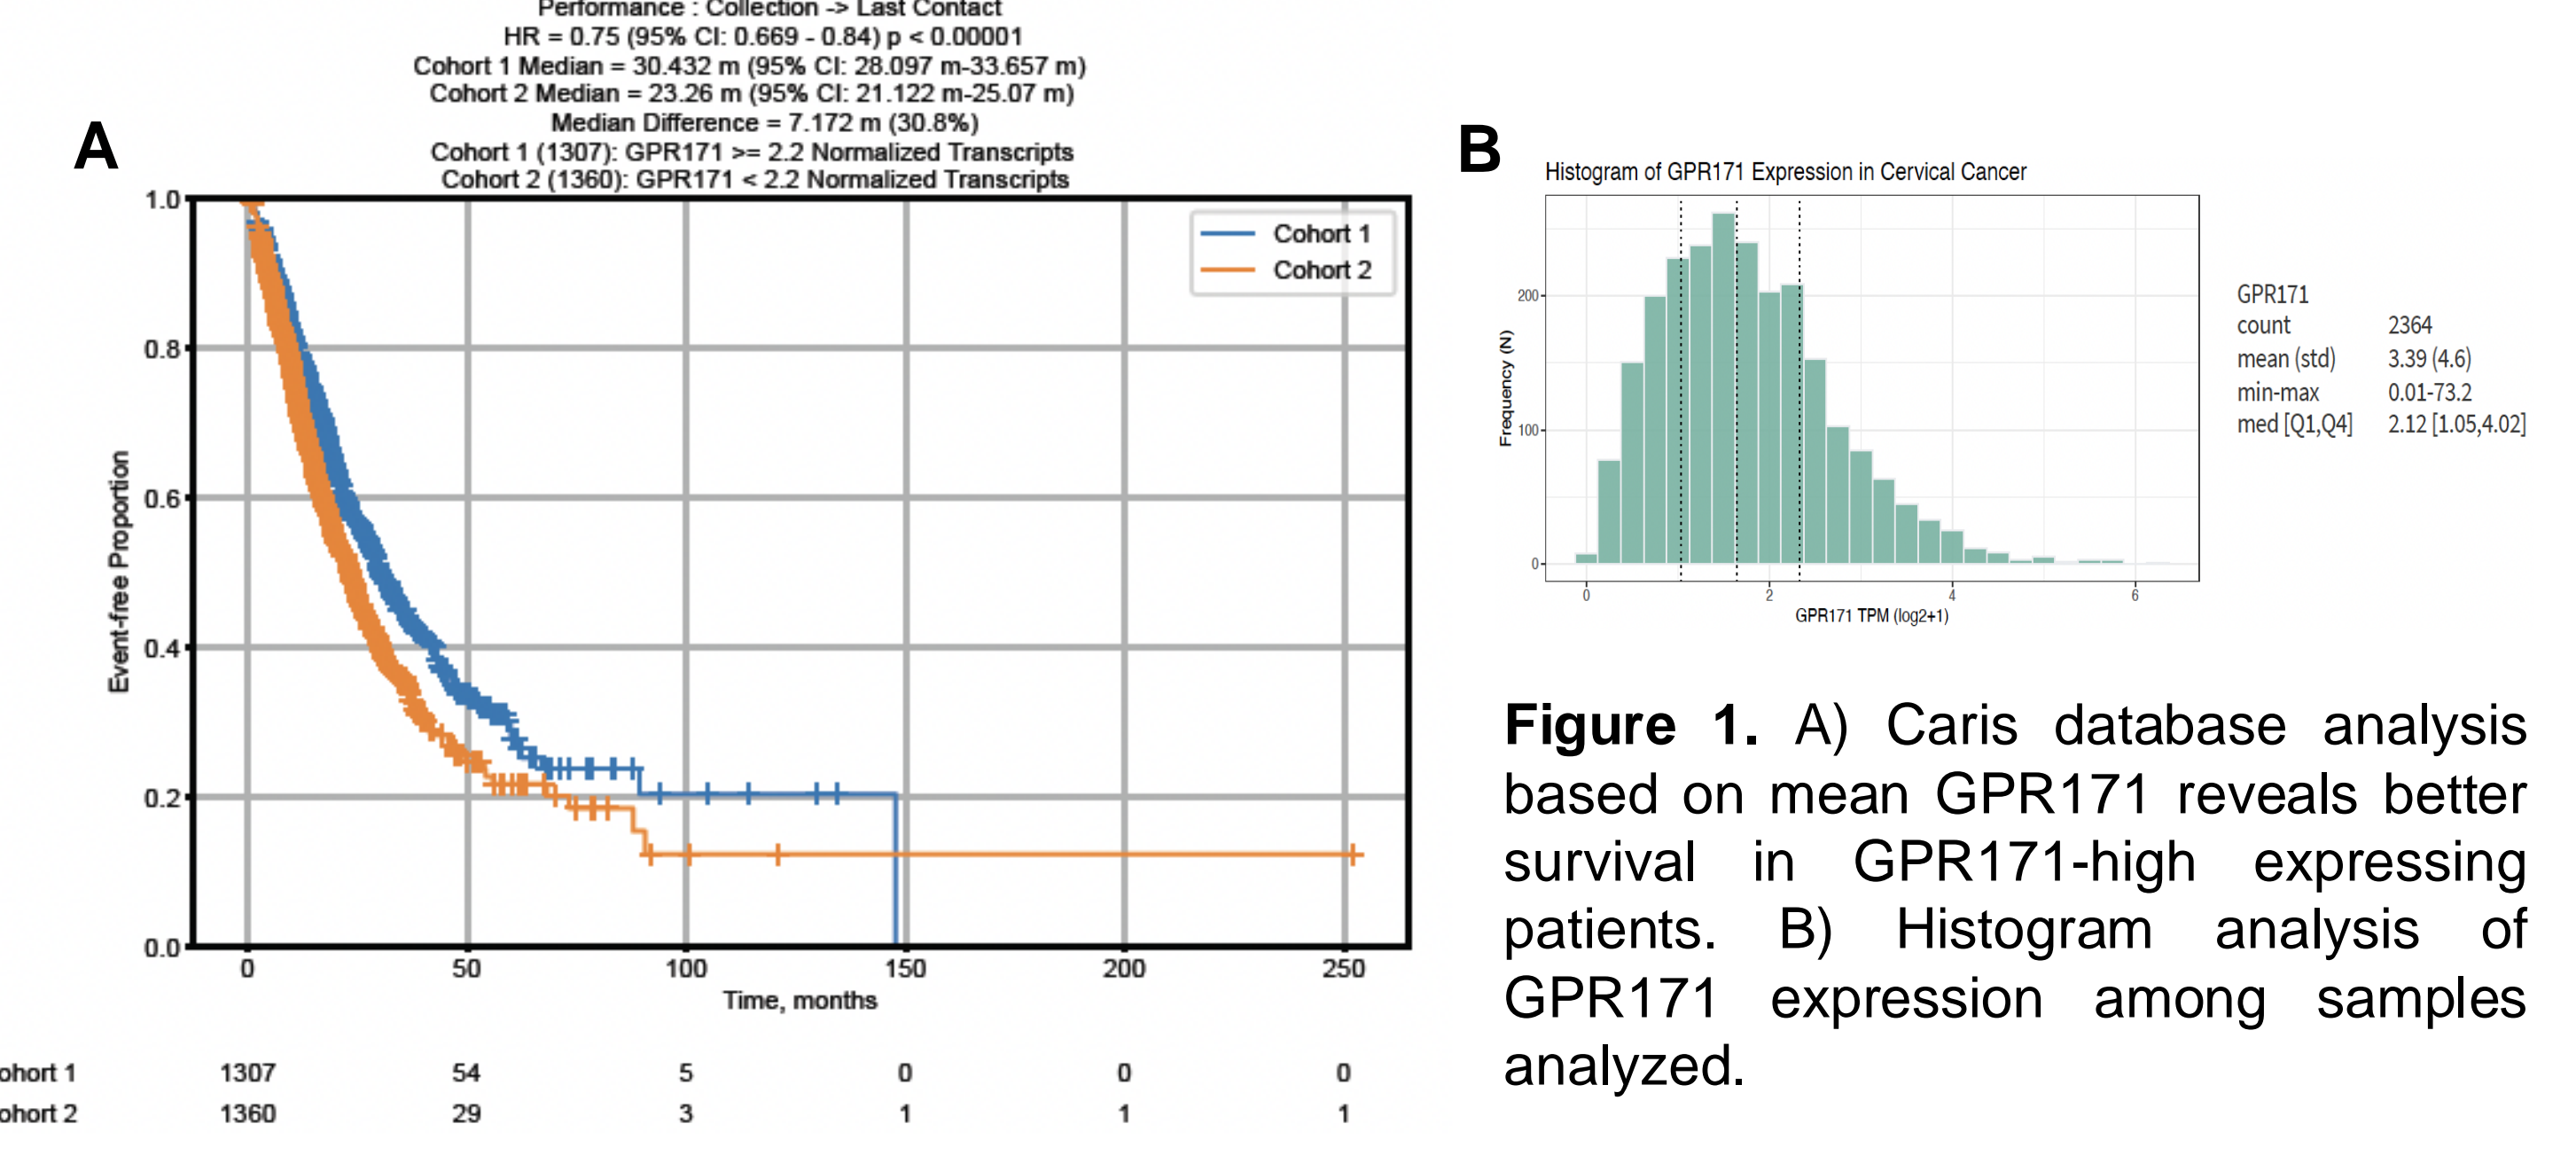 Performance : Collection -> Last Contact
HR = 0.75 (95% CI: 0.669 - 0.84) p < 0.00001
Cohort 1 Median = 30.432 m (95% CI: 28.097 m-33.657 m)
Cohort 2 Median = 23.26 m (95% CI: 21.122 m-25.07 m)
Median Difference = 7.172 m (30.8%)
Cohort 1 (1307): GPR171 >= 2.2 Normalized Transcripts
Cohort 2 (1360): GPR171 < 2.2 Normalized Transcripts
A
Cohort 1
Cohort 2
1.0
0.8
0.6
0.4
0.2
0.0
Event-free Proportion
0 50 100 150 200 250
Time, months
ohort 1 1307 54 5 0 0 0
ohort 2 1360 29 3 1 1 1
B
Histogram of GPR171 Expression in Cervical Cancer
200
100
0
Frequency (N)
0 2 4 6
GPR171 TPM (log2+1)
GPR171
count 2364
mean (std) 3.39 (4.6)
min-max 0.01-73.2
med [Q1,Q4] 2.12 [1.05,4.02]
Figure 1. A) Caris database analysis
based on mean GPR171 reveals better
survival in GPR171-high expressing
patients. B) Histogram analysis of
GPR171 expression among samples
analyzed.